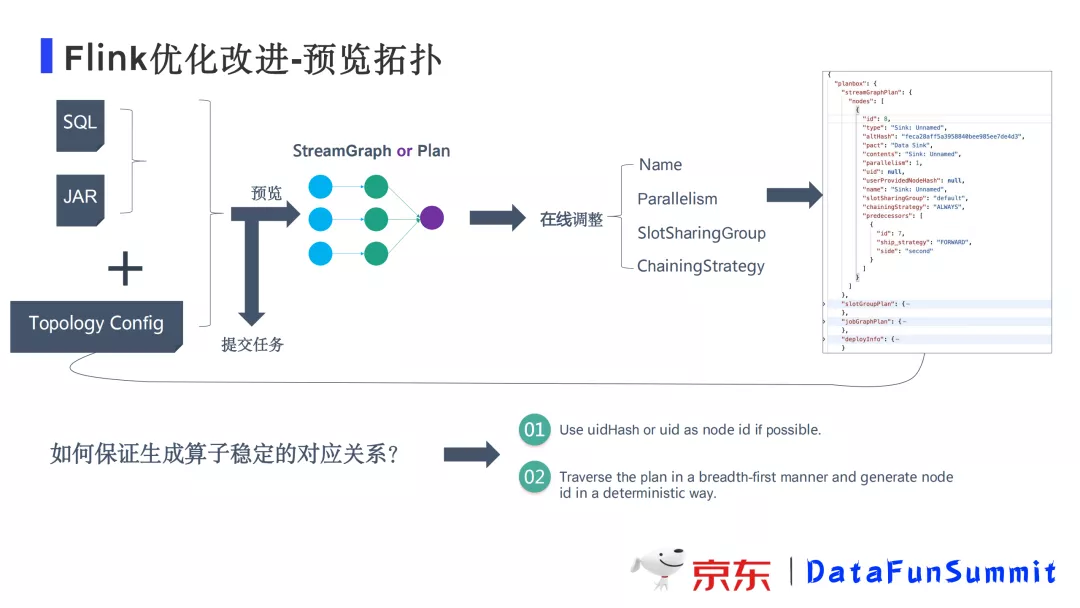 Flink优化改进-预览拓扑
SQL
JAR
Topology Config
预览
提交任务
StreamGraph or Plan
在线调整
Name
Parallelism
SlotSharingGroup
ChainingStrategy
{
"planbox": {
"streamGraphPlan": {
"nodes": [
{
"id": 8,
"type": "Sink: Unnamed",
"altHash": "feca28aff5a3958840bee985ee7de4d3",
"pact": "Data Sink",
"contents": "Sink: Unnamed",
"parallelism": 1,
"uid": null,
"userProvidedNodeHash": null,
"name": "Sink: Unnamed",
"slotSharingGroup": "default",
"chainingStrategy": "ALWAYS",
"predecessors": [
{
"id": 7,
"ship_strategy": "FORWARD",
"side": "second"
}
]
}
]
},
"slotGroupPlan": {
},
"jobGraphPlan": {
},
"deployInfo": {
}
如何保证生成算子稳定的对应关系？
01 Use uidHash or uid as node id if possible.
02 Traverse the plan in a breadth-first manner and generate node
id in a deterministic way.
京东 | DataFunSummit